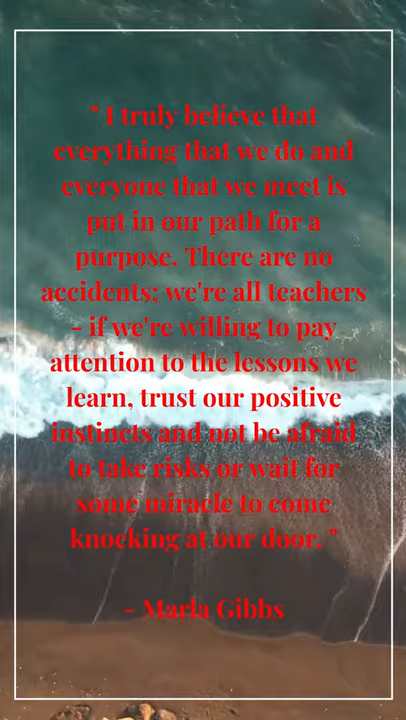 " I truly believe that
everything that we do and
everyone that we meet is
put in our path for a
purpose. There are no
accidents; we're all teachers
- if we're willing to pay
attention to the lessons we
learn, trust our positive
instincts and not be afraid
to take risks or wait for
some miracle to come
knocking at our door. "
- Marla Gibbs